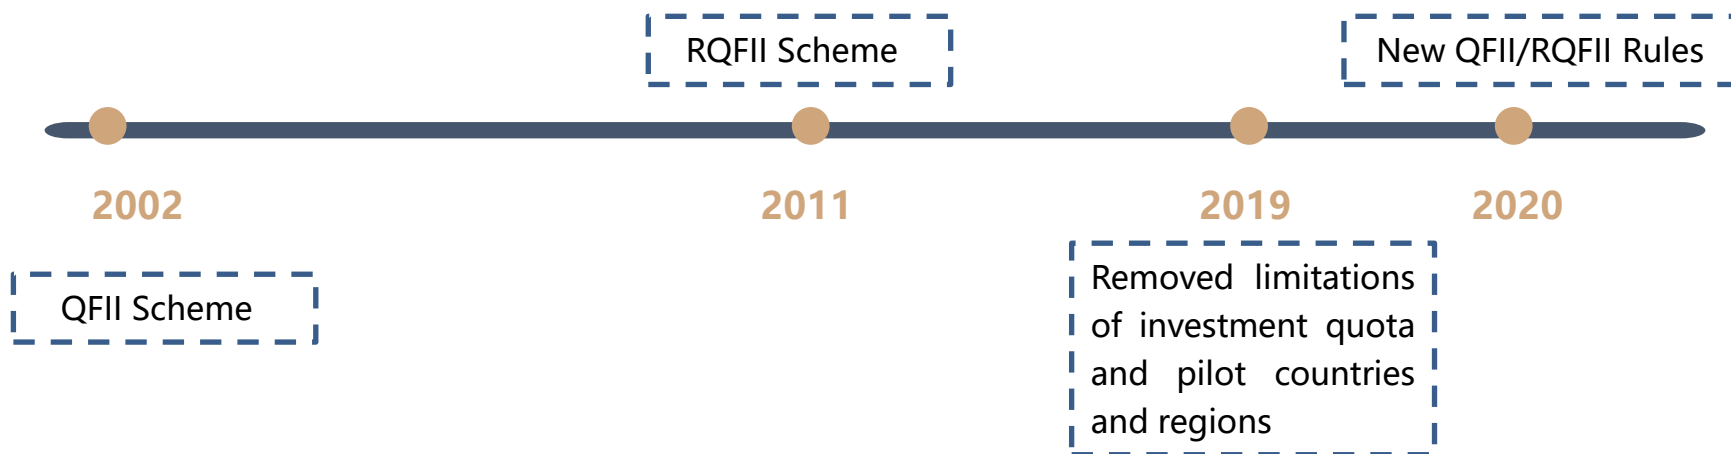 RQFII Scheme
New QFII/RQFII Rules
2002
2011
2019
2020
QFII Scheme
Removed limitations
of investment quota
and pilot countries
and regions